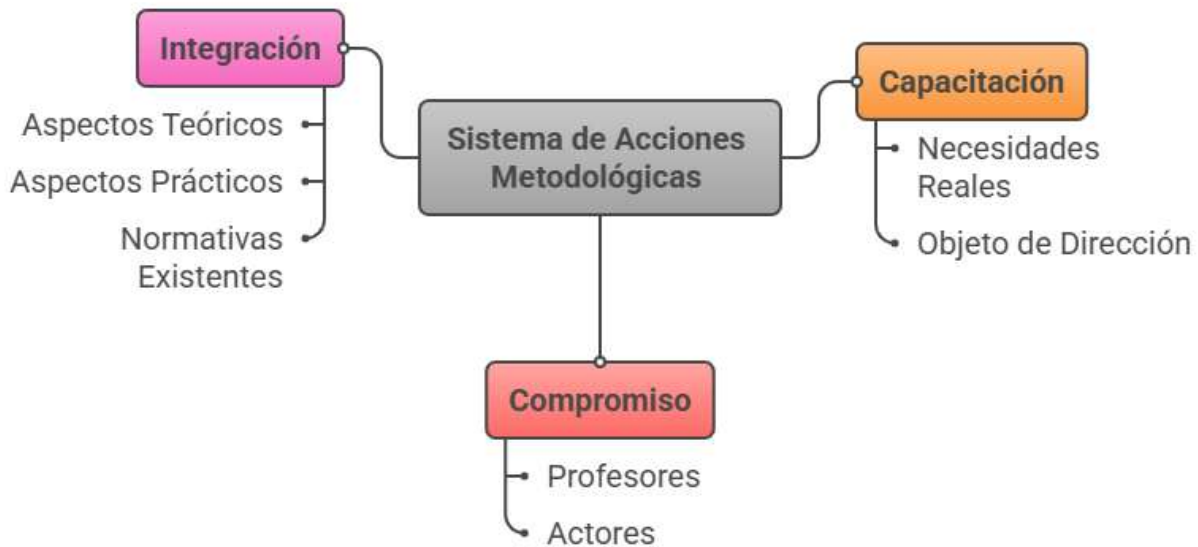 Integración
Aspectos Teóricos
Aspectos Prácticos
Normativas
Existentes
Sistema de Acciones
Metodológicas
Capacitación
Necesidades
Reales
Objeto de Dirección
Compromiso
Profesores
Actores